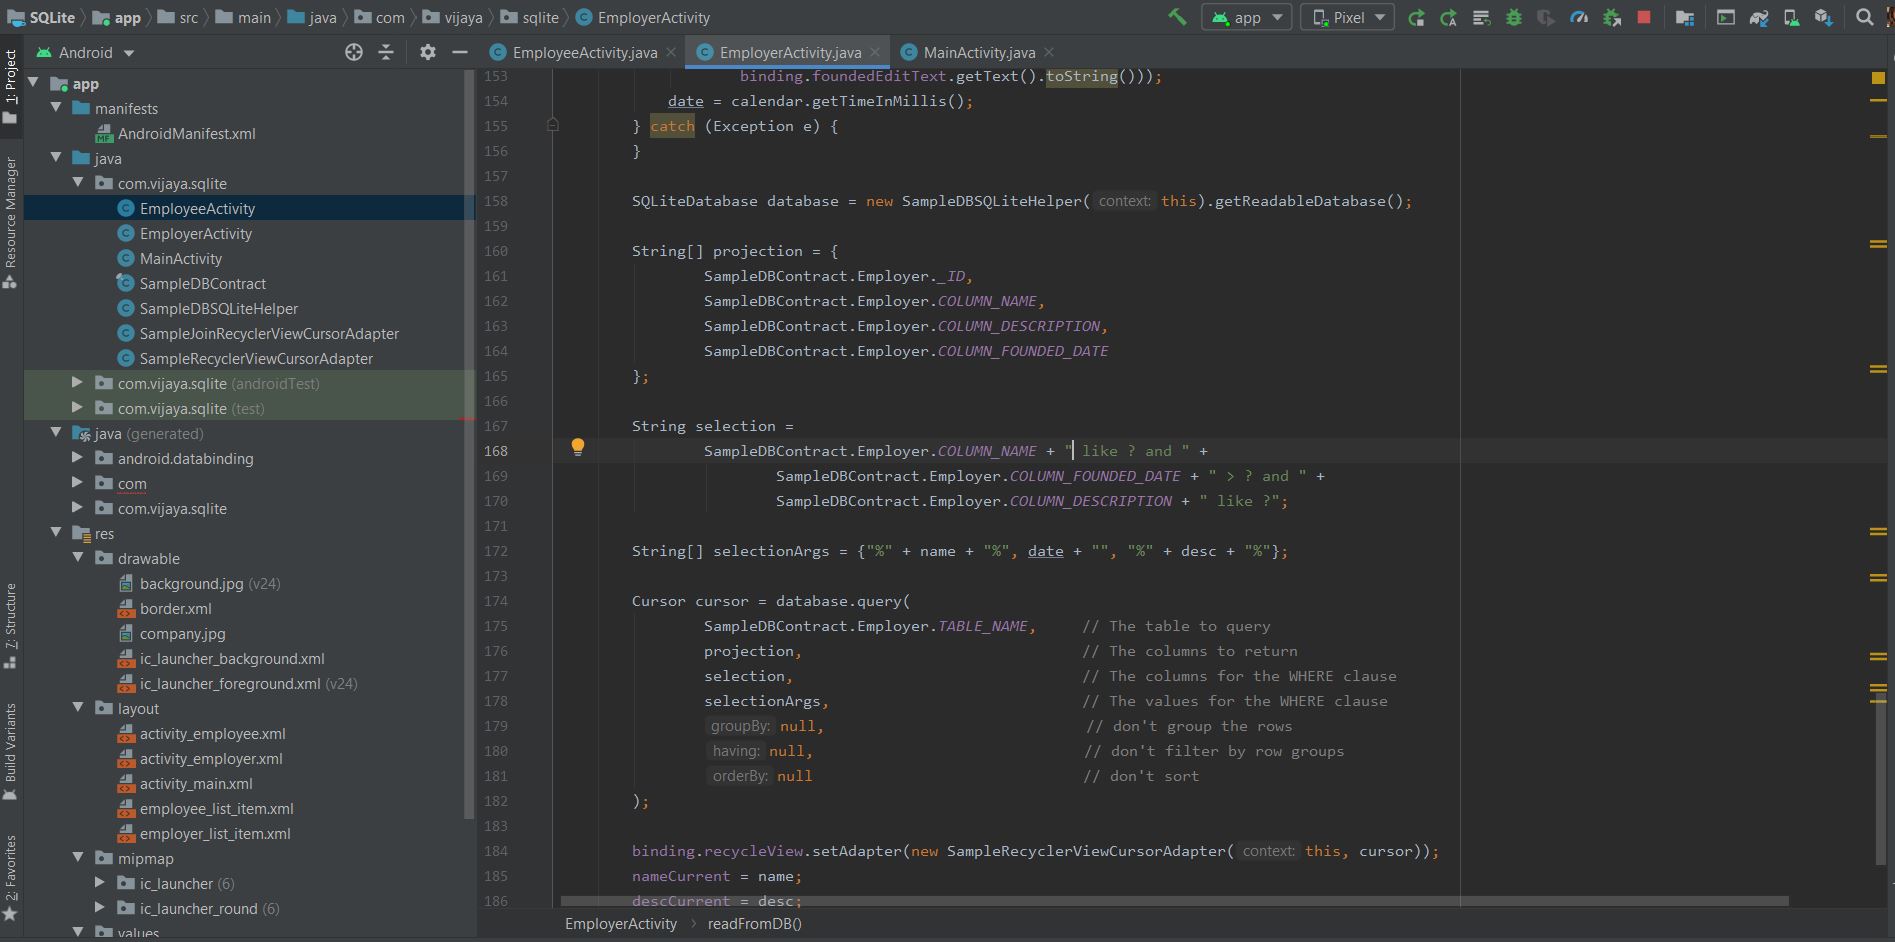 SQLite app src main java com vijaya sqlite EmployerActivity
app Pixel
Android
EmployeeActivity.java
EmployerActivity.java
MainActivity.java
1: Project
Resource Manager
7: Structure
Build Variants
2: Favorites
app
manifests
AndroidManifest.xml
java
com.vijaya.sqlite
EmployeeActivity
EmployerActivity
MainActivity
SampleDBContract
SampleDBSQLiteHelper
SampleJoinRecyclerViewCursorAdapter
SampleRecyclerViewCursorAdapter
com.vijaya.sqlite (androidTest)
com.vijaya.sqlite (test)
java (generated)
android.databinding
com
com.vijaya.sqlite
res
drawable
background.jpg (v24)
border.xml
company.jpg
ic_launcher_background.xml
ic_launcher_foreground.xml (v24)
layout
activity_employee.xml
activity_employer.xml
activity_main.xml
employee_list_item.xml
employer_list_item.xml
mipmap
ic_launcher (6)
ic_launcher_round (6)
values
153 binding.foundedEditText.getText().toString()));
154 date = calendar.getTimeInMillis();
155 } catch (Exception e) {
156 }
157
158 SQLiteDatabase database = new SampleDBSQLiteHelper( context: this).getReadableDatabase();
159
160 String[] projection = {
161 SampleDBContract.Employer._ID,
162 SampleDBContract.Employer.COLUMN_NAME,
163 SampleDBContract.Employer.COLUMN_DESCRIPTION,
164 SampleDBContract.Employer.COLUMN_FOUNDED_DATE
165 };
166
167 String selection =
168 SampleDBContract.Employer.COLUMN_NAME + " like ? and " +
169 SampleDBContract.Employer.COLUMN_FOUNDED_DATE + " > ? and " +
170 SampleDBContract.Employer.COLUMN_DESCRIPTION + " like ?";
171
172 String[] selectionArgs = {"%" + name + "%", date + "", "%" + desc + "%"};
173
174 Cursor cursor = database.query(
175 SampleDBContract.Employer.TABLE_NAME, // The table to query
176 projection, // The columns to return
177 selection, // The columns for the WHERE clause
178 selectionArgs, // The values for the WHERE clause
179 groupBy: null, // don't group the rows
180 having: null, // don't filter by row groups
181 orderBy: null // don't sort
182 );
183
184 binding.recycleView.setAdapter(new SampleRecyclerViewCursorAdapter( context: this, cursor));
185 nameCurrent = name;
186 descCurrent = desc;
EmployerActivity readFromDB()